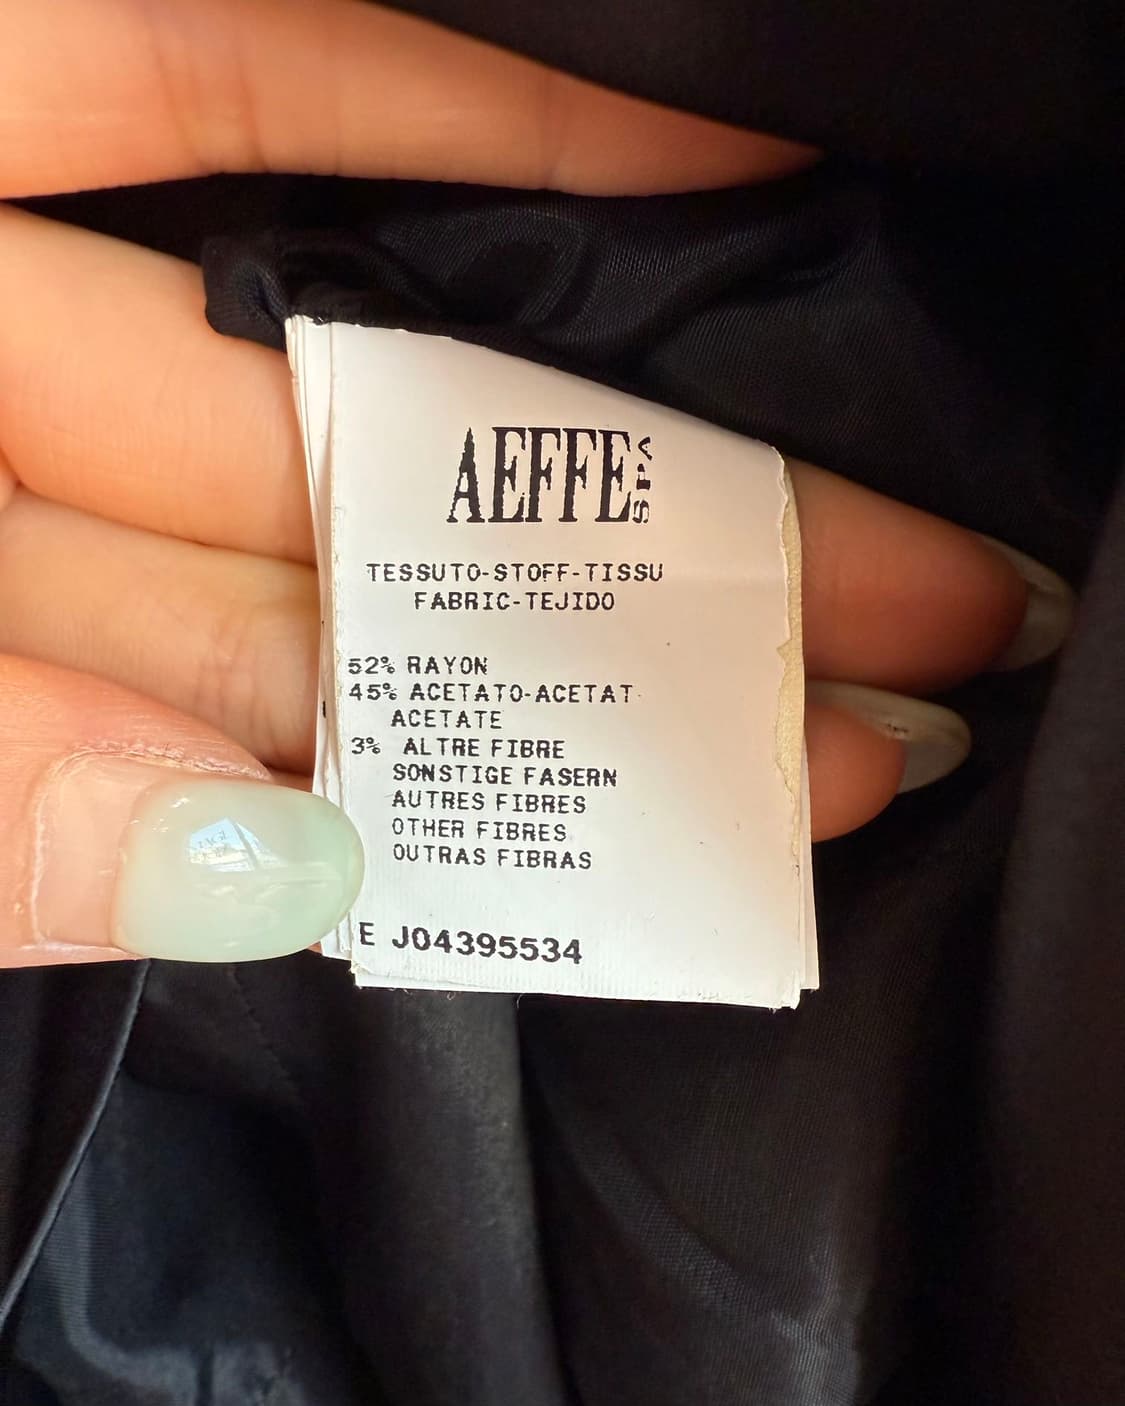 AEFFE SPA
TESSUTO-STOFF-TISSU
FABRIC-TEJIDO
52% RAYON
45% ACETATO-ACETAT
ACETATE
3% ALTRE FIBRE
SONSTIGE FASERN
AUTRES FIBRES
OTHER FIBRES
OUTRAS FIBRAS
E J04395534